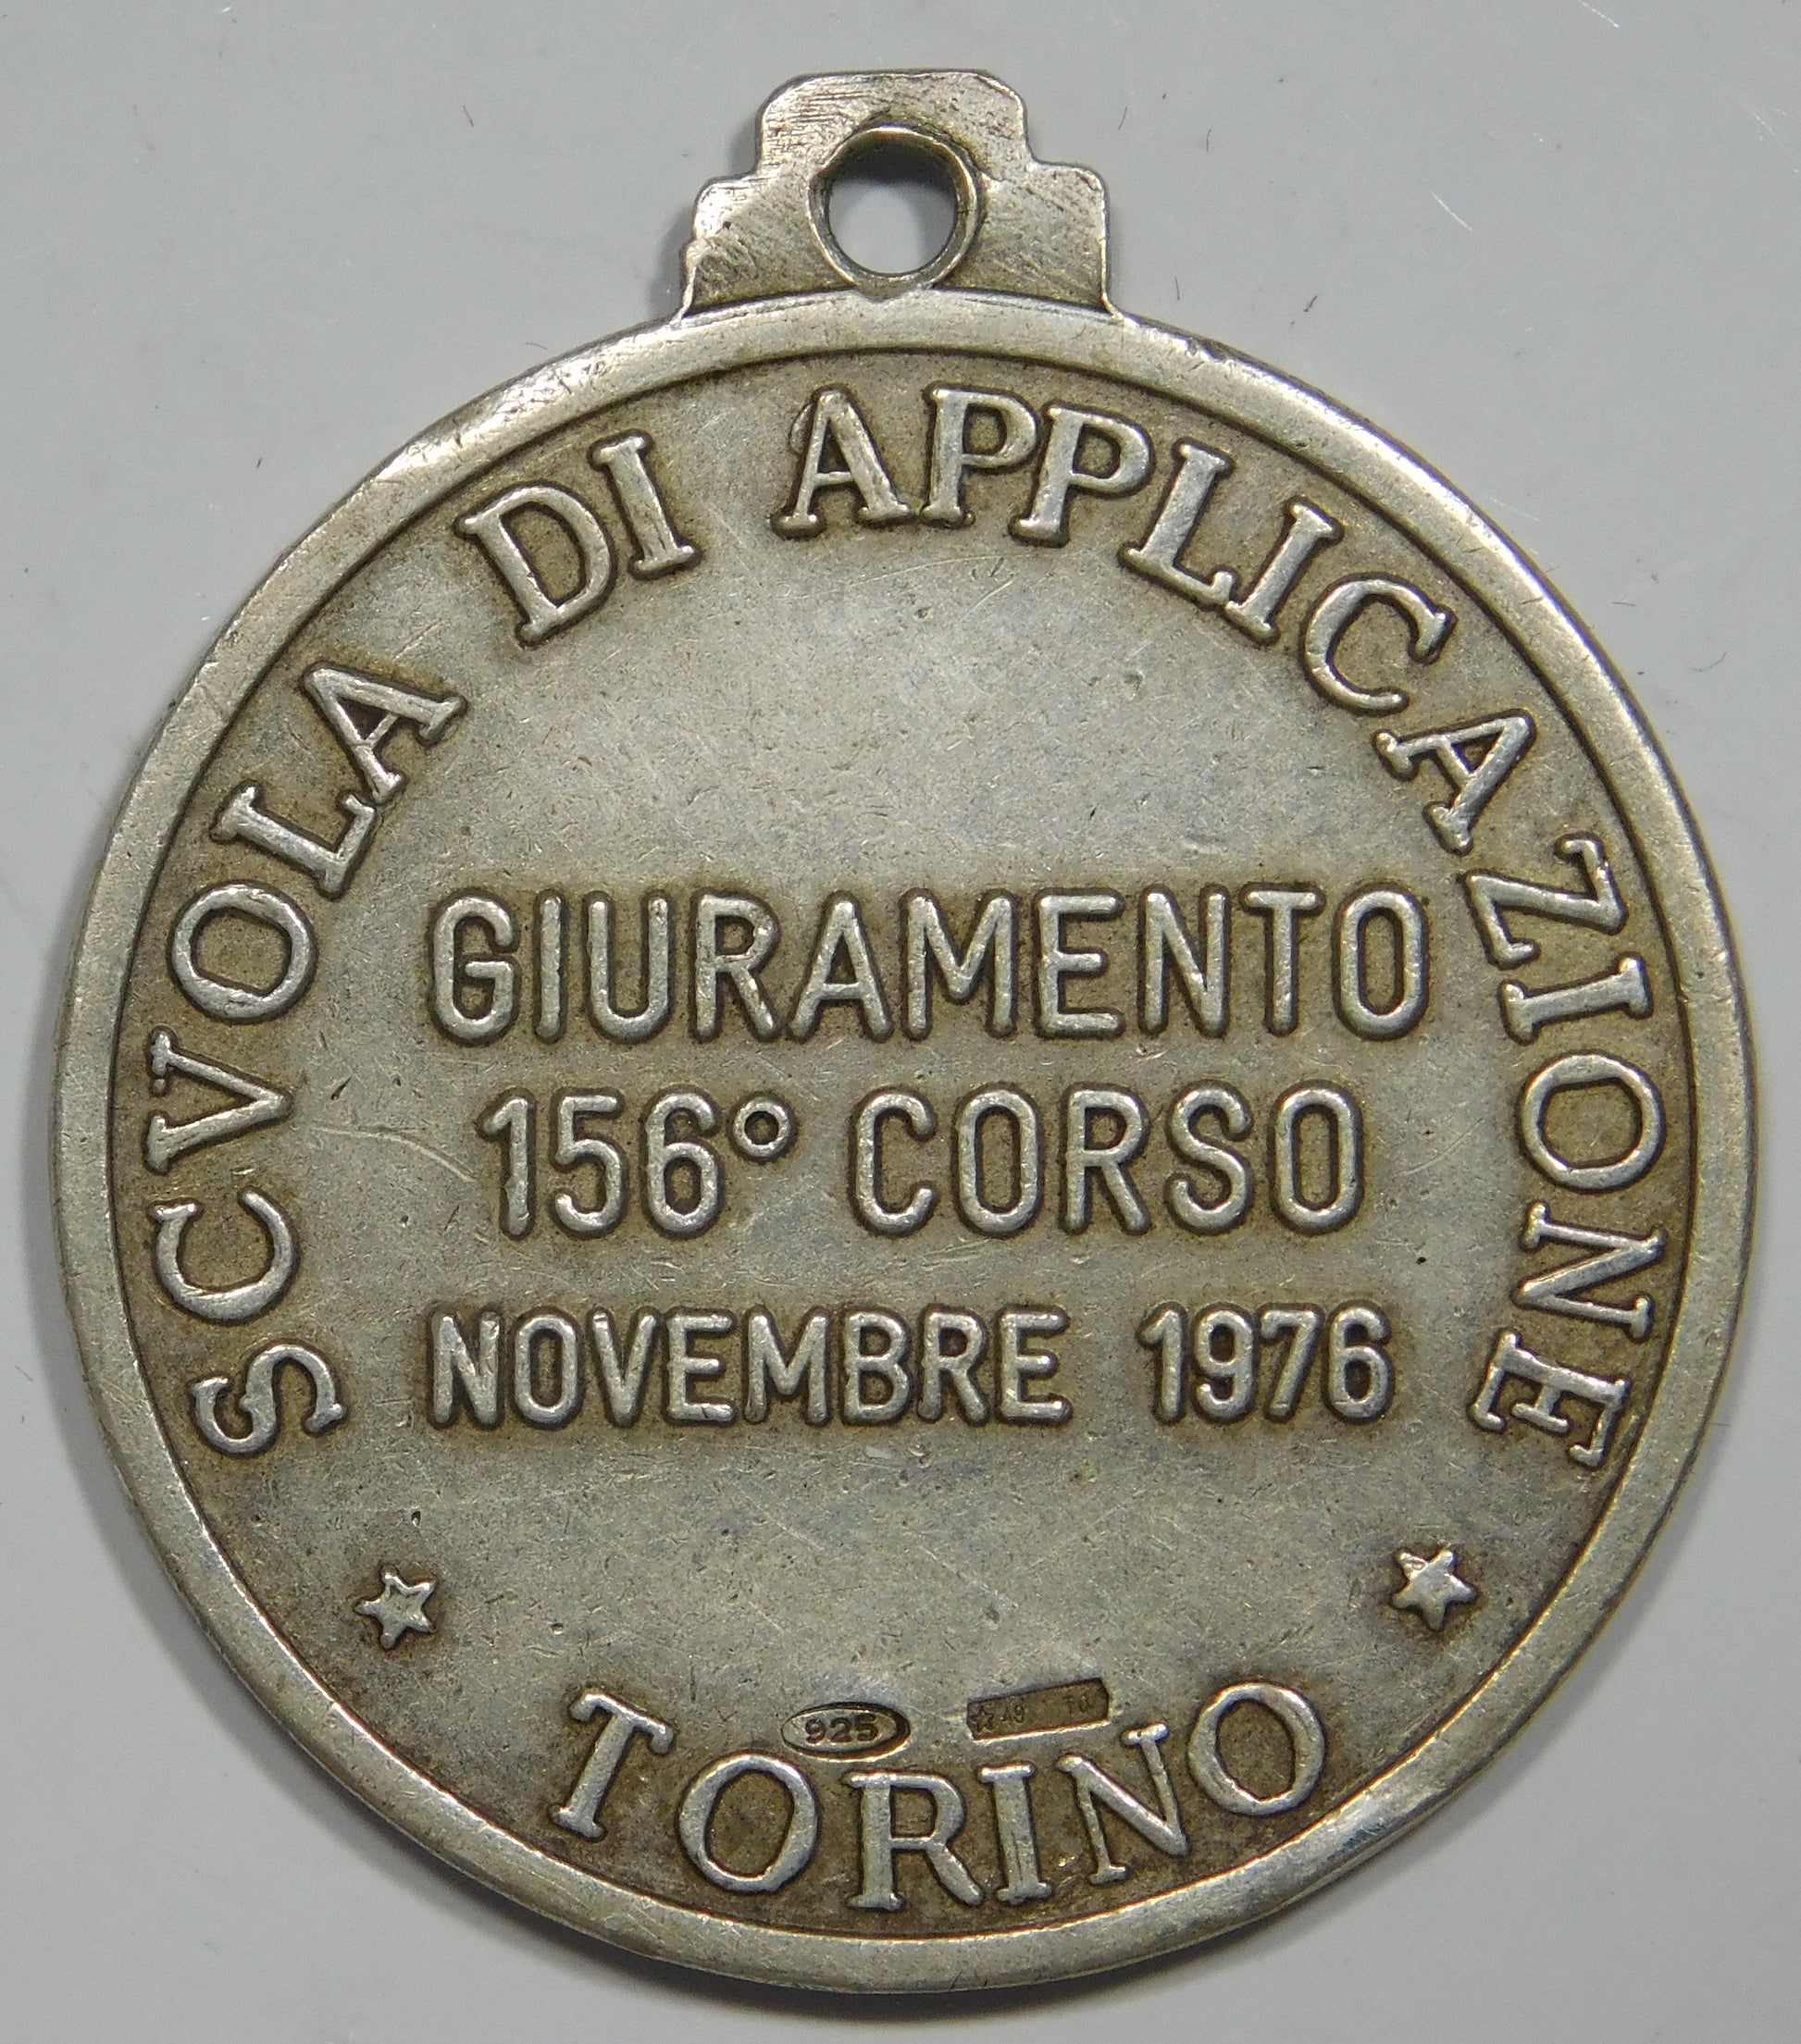 SCVOLA DI APPLICAZIONE
GIURAMENTO
156° CORSO
NOVEMBRE 1976
925
TORINO